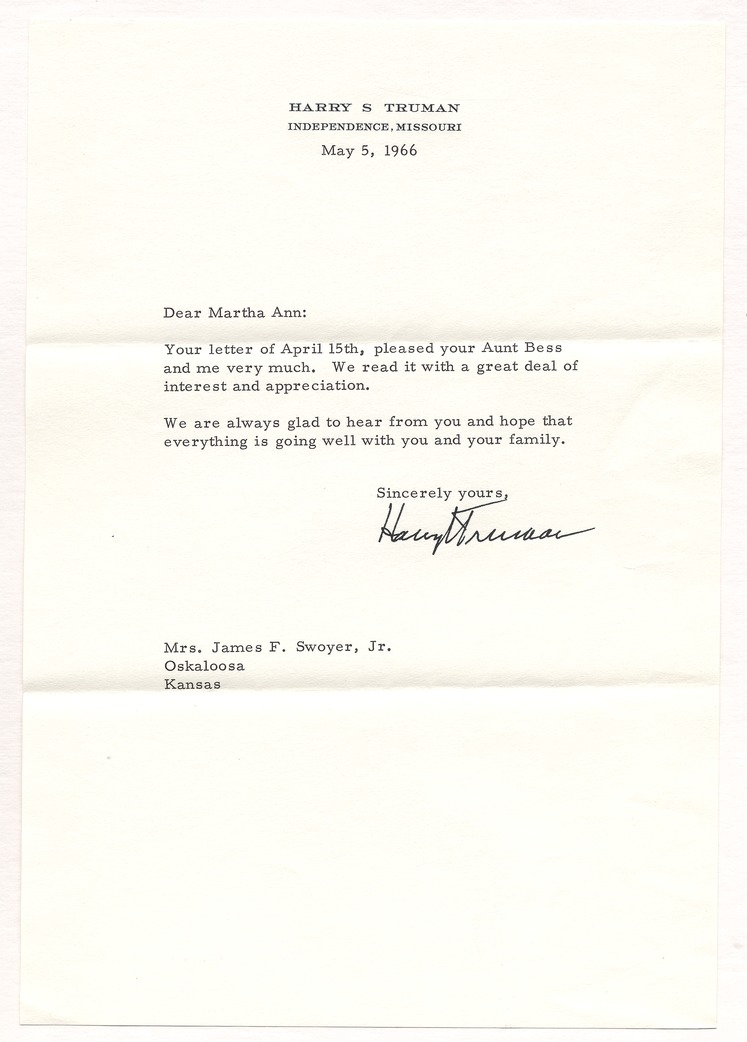 HARRY S TRUMAN
INDEPENDENCE, MISSOURI
May 5, 1966
Dear Martha Ann:
Your letter of April 15th, pleased your Aunt Bess
and me very much. We read it with a great deal of
interest and appreciation.
We are always glad to hear from you and hope that
everything is going well with you and your family.
Sincerely yours,
Harry S Truman
Mrs. James F. Swoyer, Jr.
Oskaloosa
Kansas